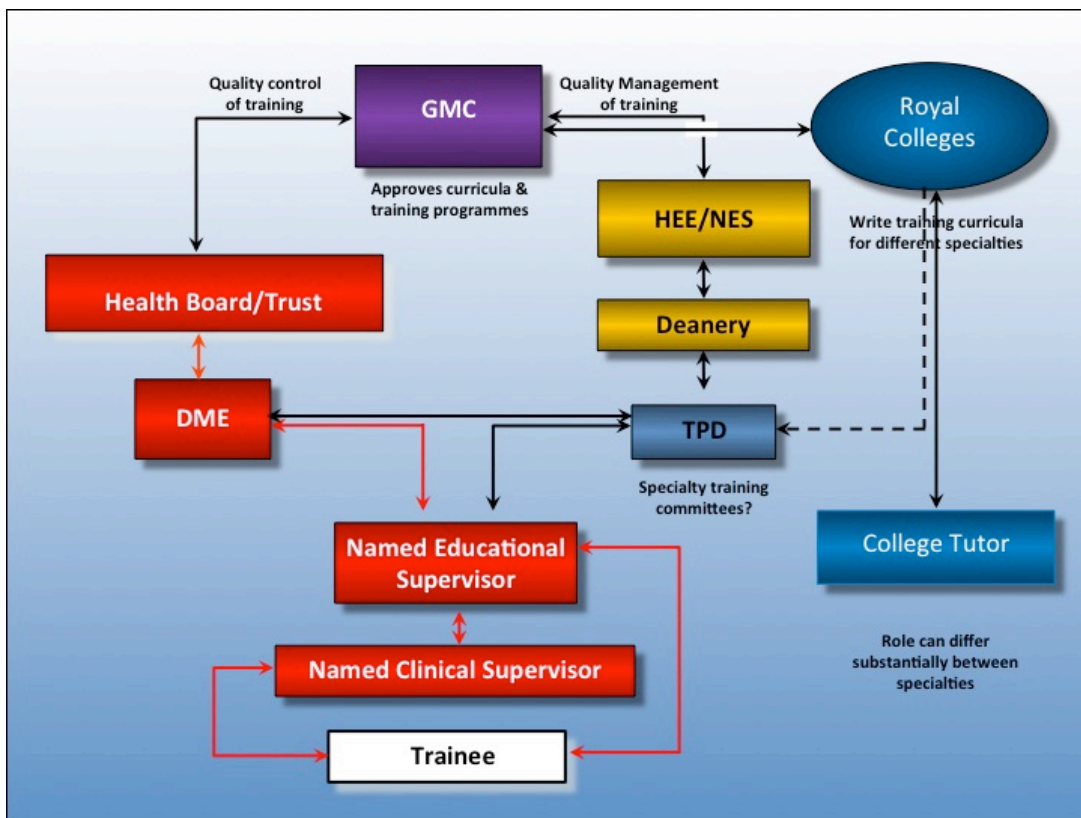 Quality control
of training
GMC
Quality Management
of training
Royal
Colleges
Approves curricula &
training programmes
HEE/NES
Write training curricula
for different specialties
Health Board/Trust
Deanery
DME
TPD
Specialty training
committees?
Named Educational
Supervisor
College Tutor
Named Clinical Supervisor
Role can differ
substantially between
specialties
Trainee